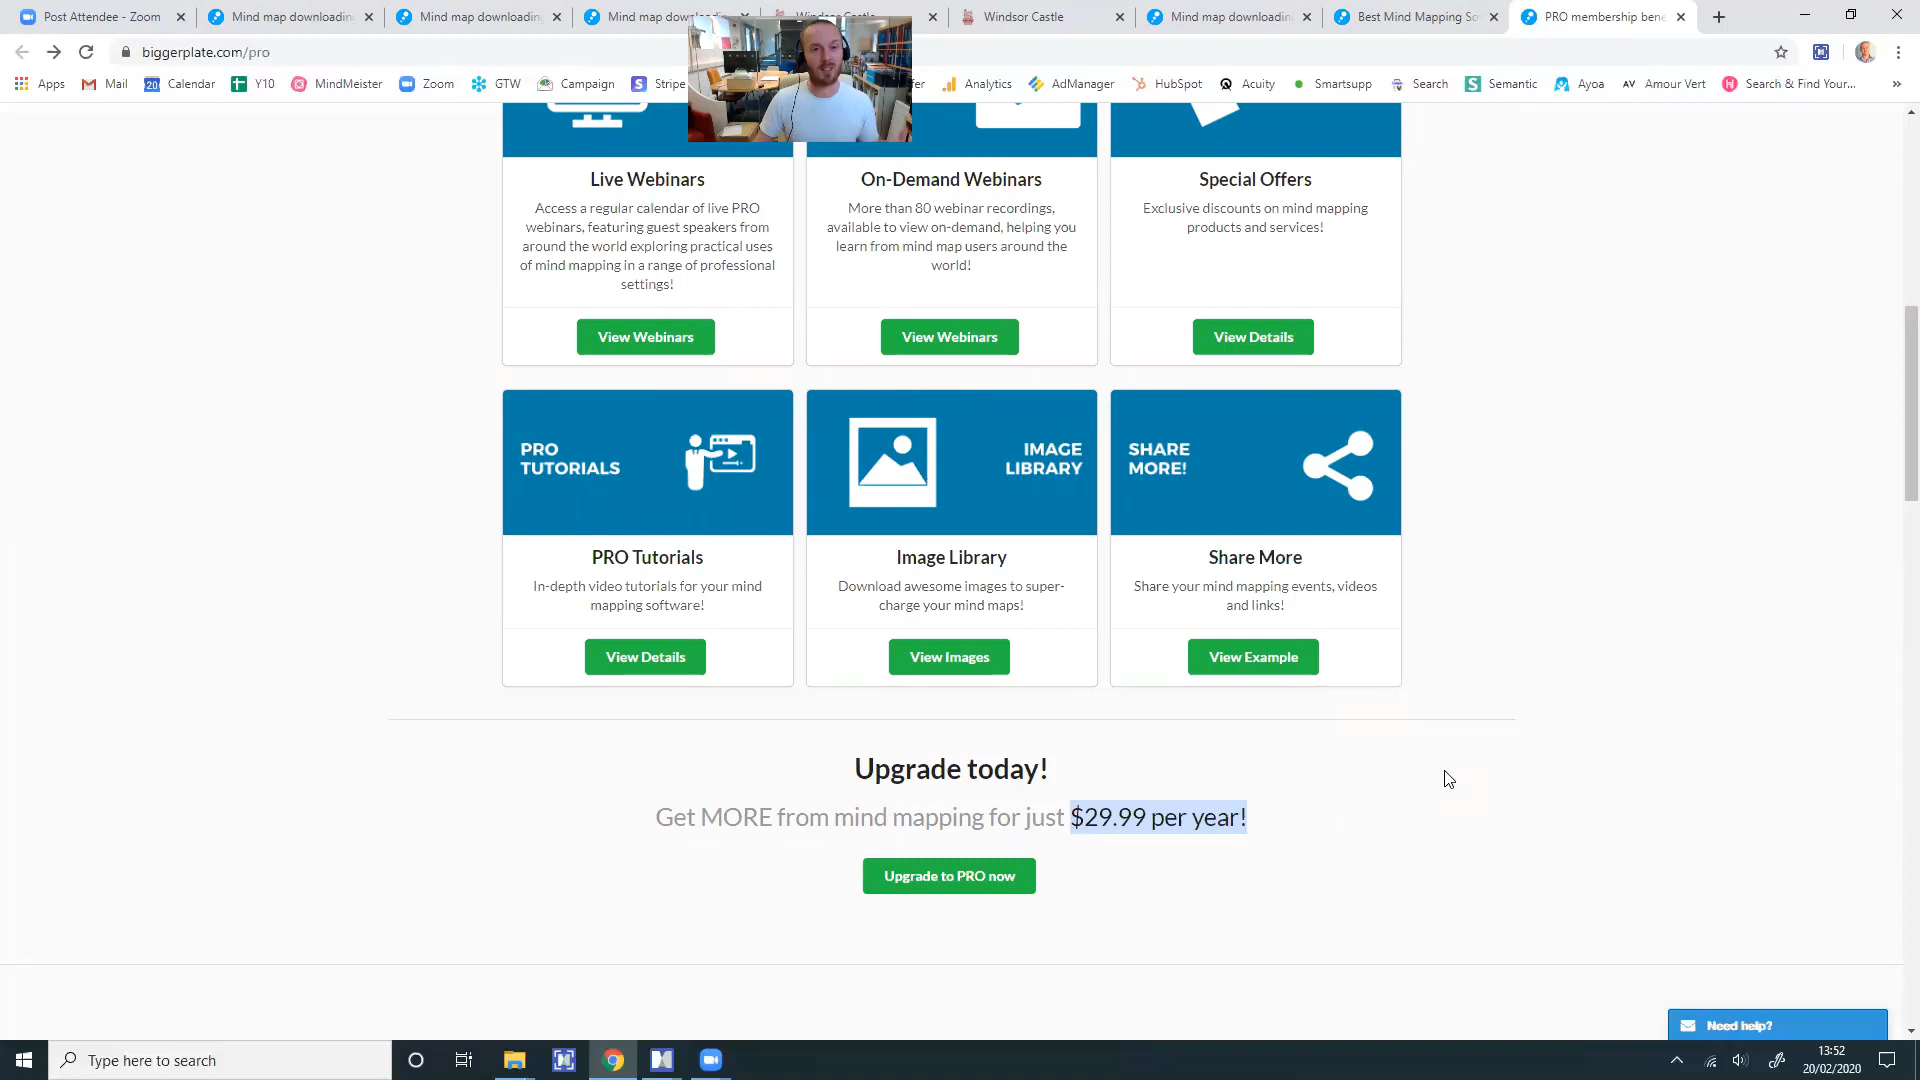 Post Attendee - Zoom
Mind map downloadin
Mind map downloadin
Mind map downloadin
Windsor Castle
Windsor Castle
Mind map downloadin
Best Mind Mapping So
PRO membership ben
biggerplate.com/pro
Apps
Mail
Calendar
Y10
MindMeister
Zoom
GTW
Campaign
Stripe
fer
Analytics
AdManager
HubSpot
Acuity
Smartsupp
Search
Semantic
Ayoa
AV Amour Vert
Search & Find Your...
Live Webinars
Access a regular calendar of live PRO
webinars, featuring guest speakers from
around the world exploring practical uses
of mind mapping in a range of professional
settings!
View Webinars
On-Demand Webinars
More than 80 webinar recordings,
available to view on-demand, helping you
learn from mind map users around the
world!
View Webinars
Special Offers
Exclusive discounts on mind mapping
products and services!
View Details
PRO
TUTORIALS
PRO Tutorials
In-depth video tutorials for your mind
mapping software!
View Details
IMAGE
LIBRARY
Image Library
Download awesome images to super-
charge your mind maps!
View Images
SHARE
MORE!
Share More
Share your mind mapping events, videos
and links!
View Example
Upgrade today!
Get MORE from mind mapping for just $29.99 per year!
Upgrade to PRO now
Need help?
Type here to search
13:52
20/02/2020